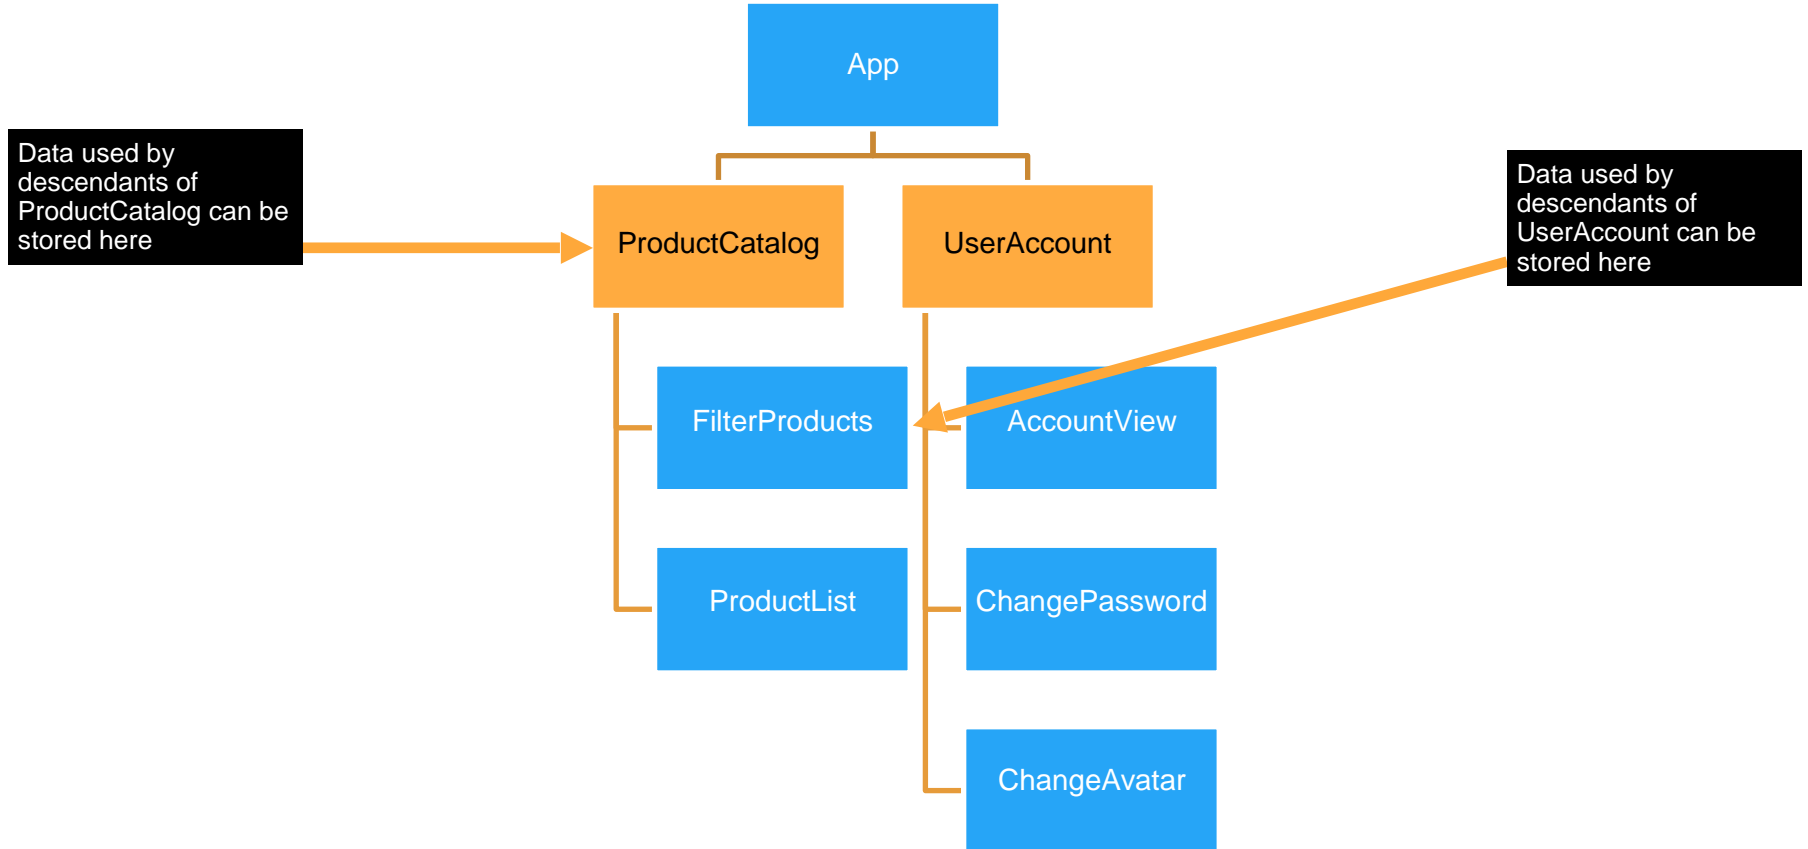 App
Data used by
descendants of
ProductCatalog can be
stored here
Data used by
descendants of
UserAccount can be
stored here
ProductCatalog
UserAccount
FilterProducts
AccountView
ProductList
ChangePassword
ChangeAvatar